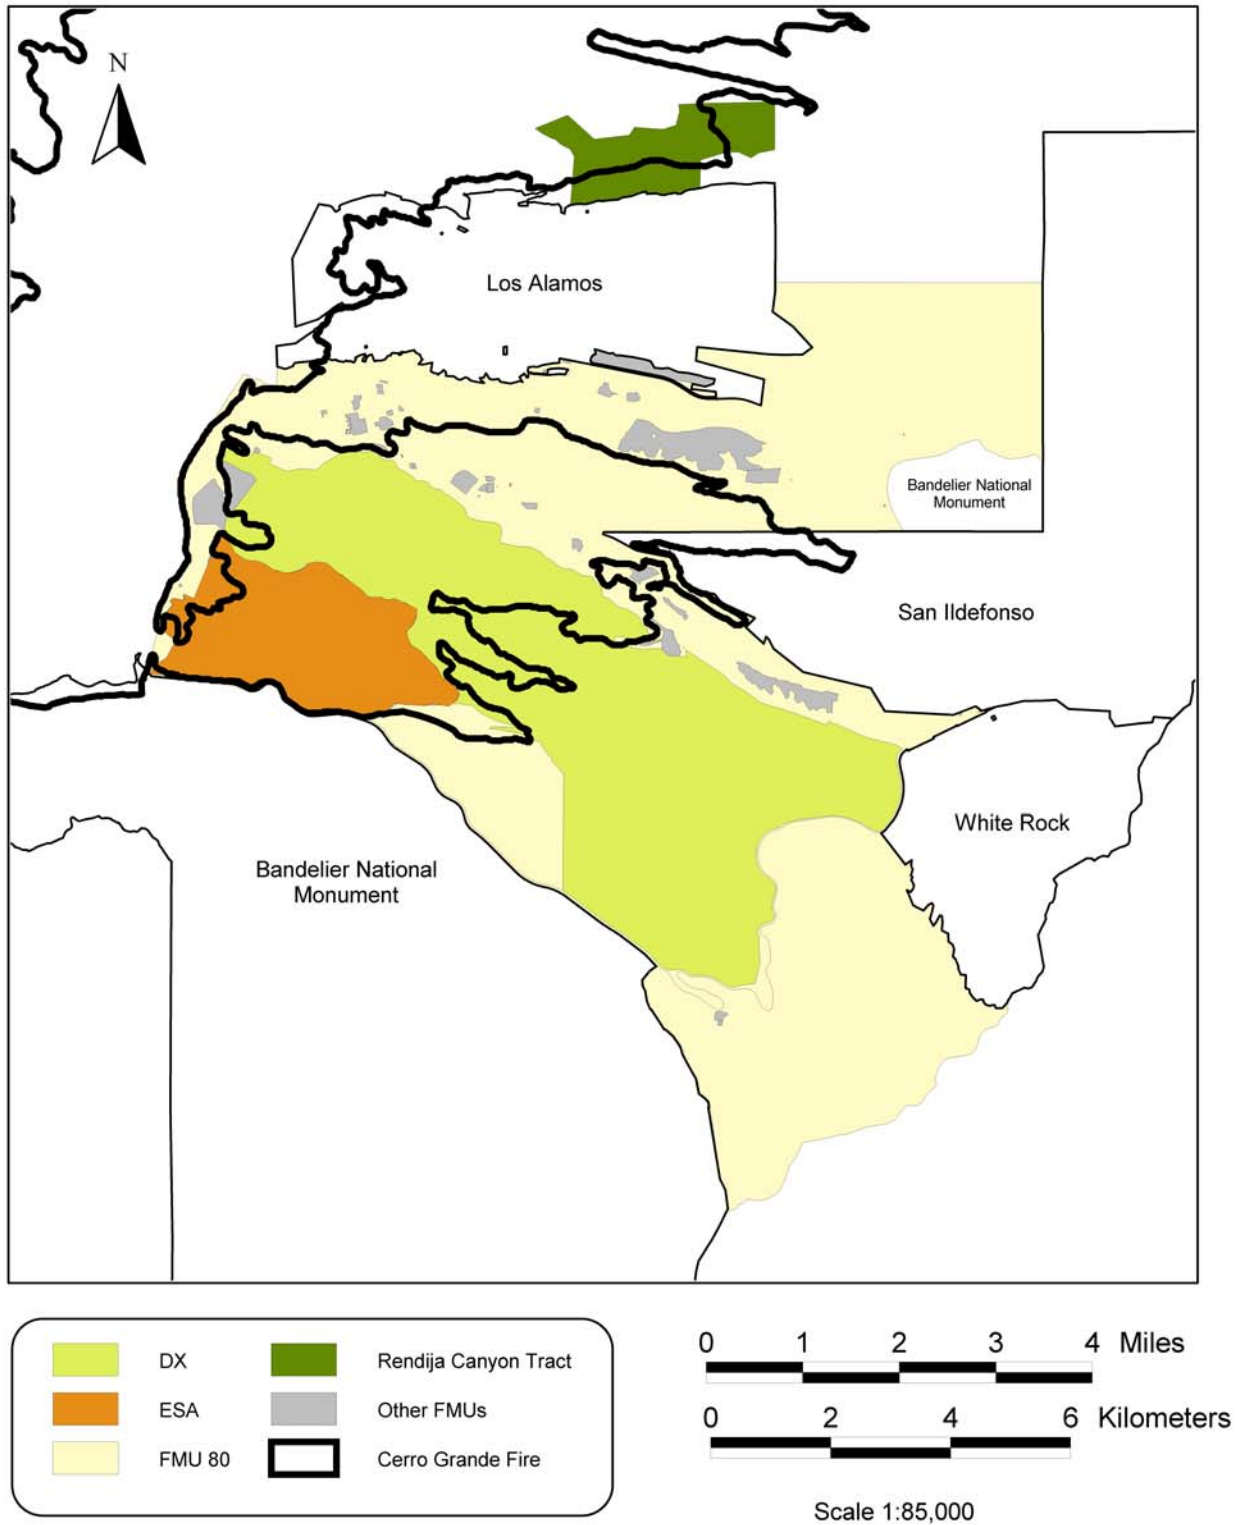 N
Los Alamos
Bandelier National
Monument
San Ildefonso
White Rock
Bandelier National
Monument
DX
Rendija Canyon Tract
ESA
Other FMUs
FMU 80
Cerro Grande Fire
0 1 2 3 4 Miles
0 2 4 6 Kilometers
Scale 1:85,000